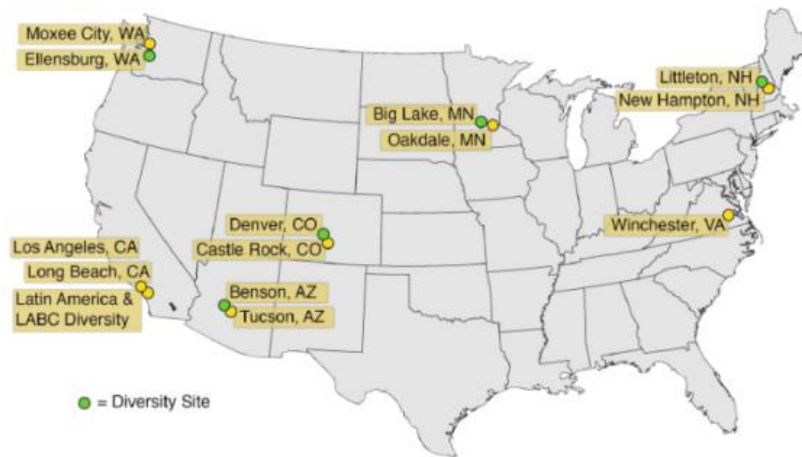 Moxee City, WA
Ellensburg, WA
Littleton, NH
New Hampton, NH
Big Lake, MN
Oakdale, MN
Winchester, VA
Denver, CO
Castle Rock, CO
Los Angeles, CA
Long Beach, CA
Latin America &
LABC Diversity
Benson, AZ
Tucson, AZ
= Diversity Site